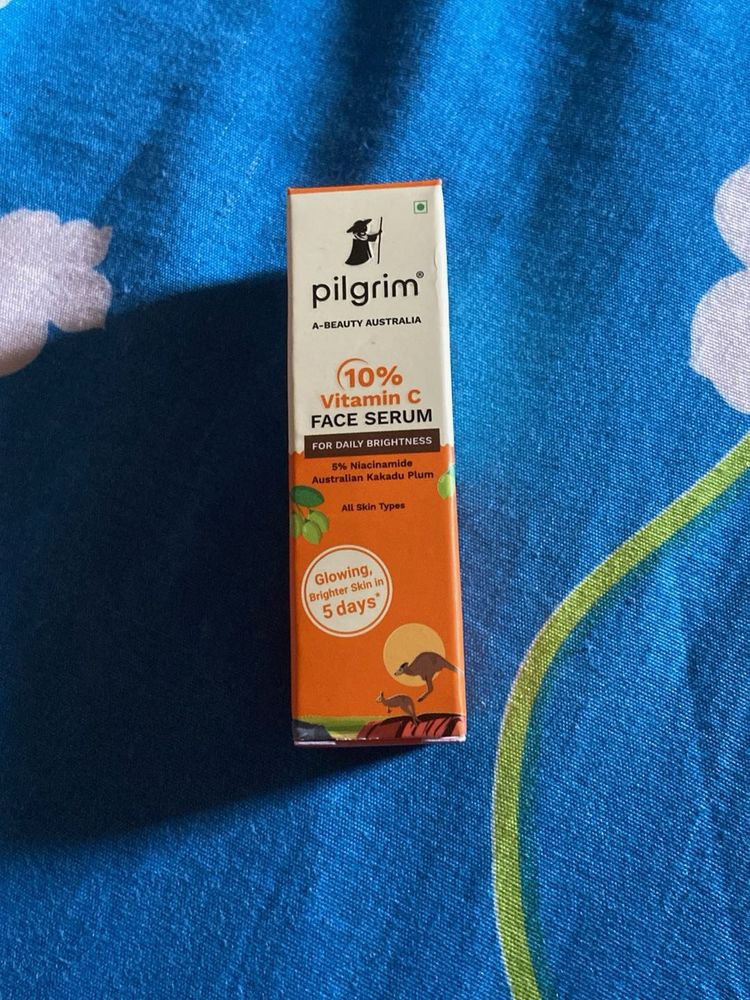 pilgrim®
A-BEAUTY AUSTRALIA
10%
Vitamin C
FACE SERUM
FOR DAILY BRIGHTNESS
5% Niacinamide
Australian Kakadu Plum
All Skin Types
Glowing,
Brighter Skin in
5 days*